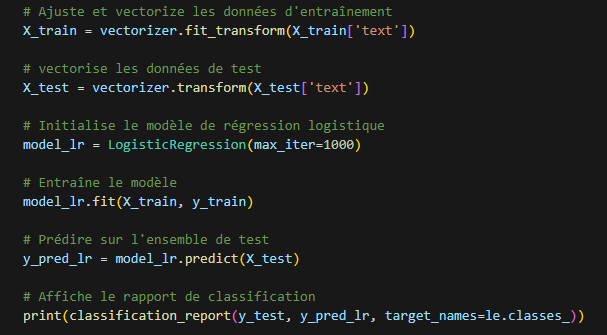 # Ajuste et vectorize les données d'entraînement
X_train = vectorizer.fit_transform(X_train['text'])
# vectorise les données de test
X_test = vectorizer.transform(X_test['text'])
# Initialise le modèle de régression logistique
model_lr = LogisticRegression(max_iter=1000)
# Entraîne le modèle
model_lr.fit(X_train, y_train)
# Prédire sur l'ensemble de test
y_pred_lr = model_lr.predict(X_test)
# Affiche le rapport de classification
print(classification_report(y_test, y_pred_lr, target_names=le.classes_))